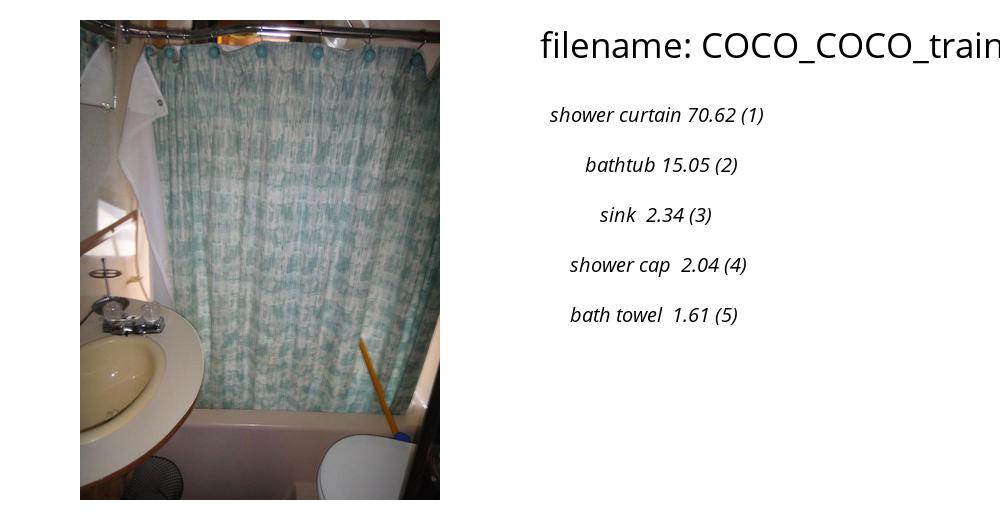 filename: COCO_COCO_train
shower curtain 70.62 (1)
bathtub 15.05 (2)
sink 2.34 (3)
shower cap 2.04 (4)
bath towel 1.61 (5)